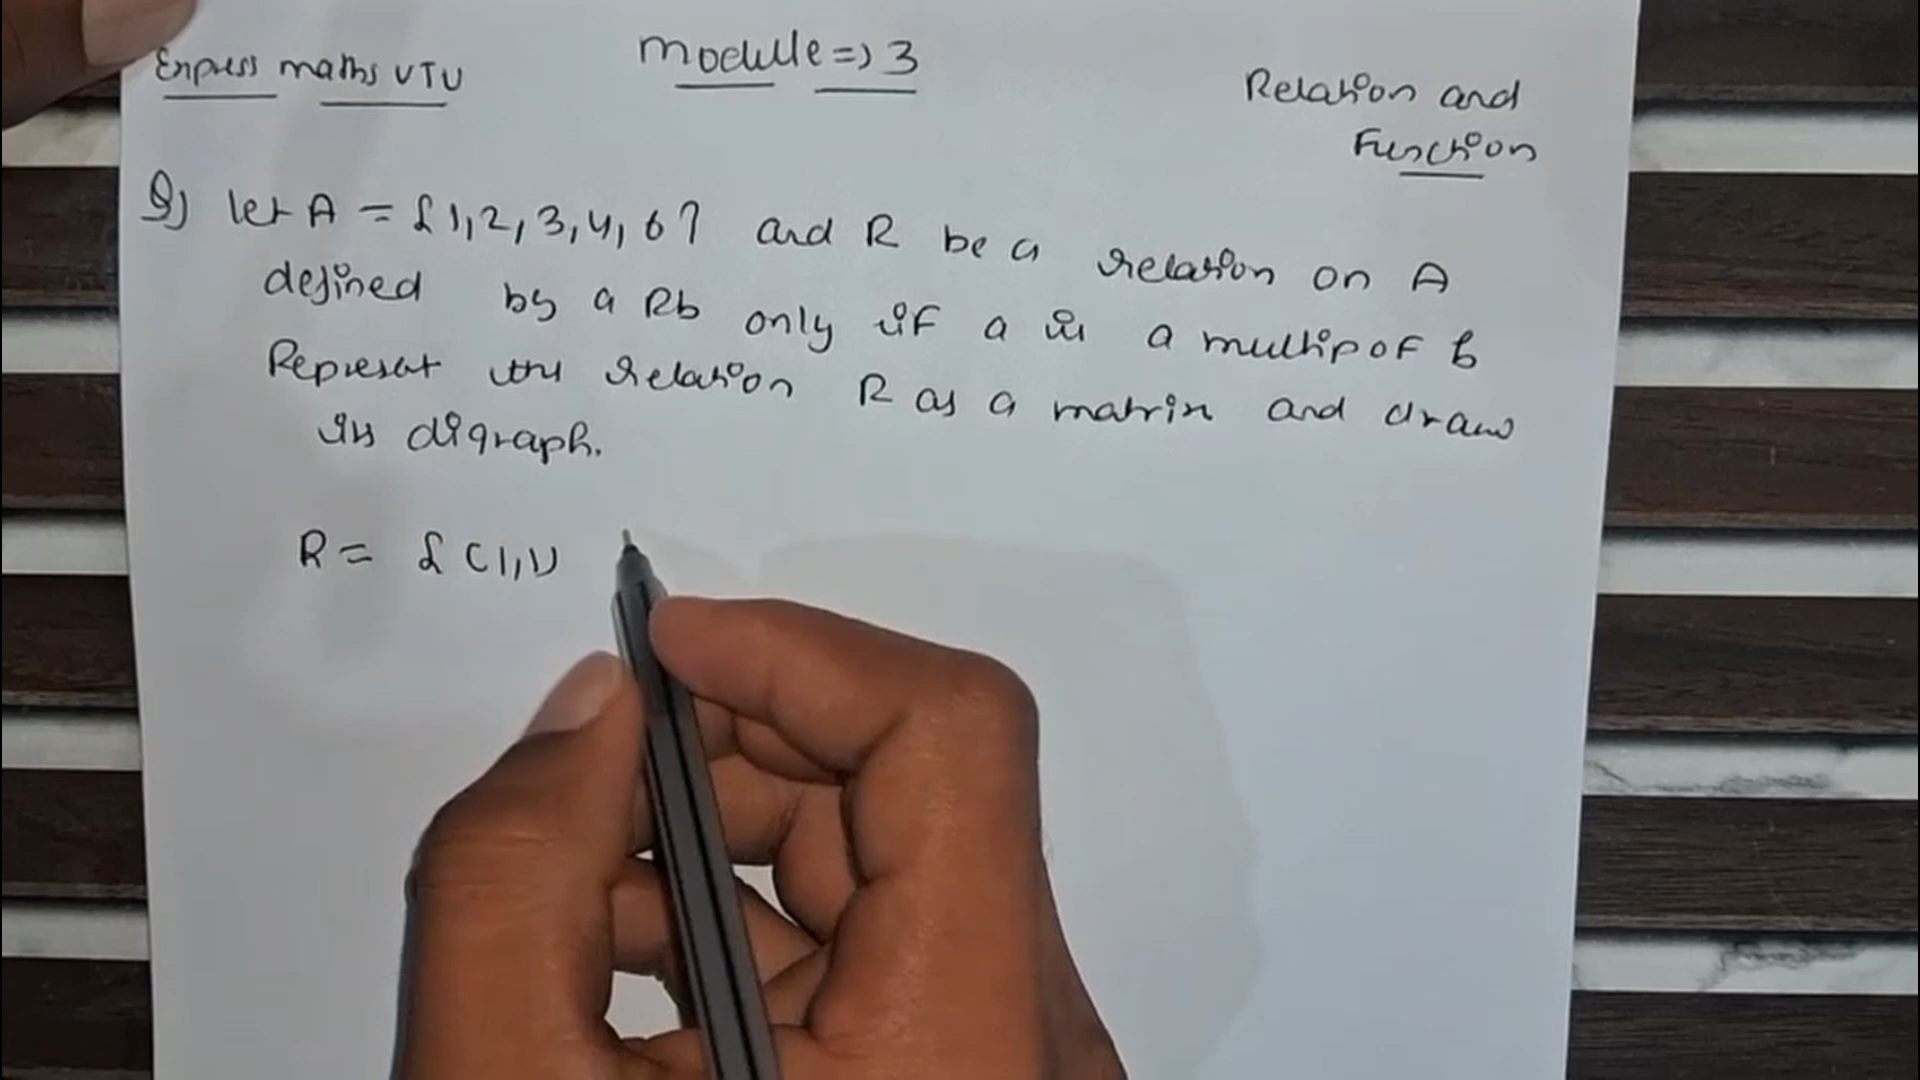 Express maths VTU
module => 3
Relation and
Function
Q) let A = {1,2,3,4,6} and R be a relation on A
defined by a Rb only if a is a multip of b
Represent the relation R as a matrix and draw
its digraph.
R = { (1,1)